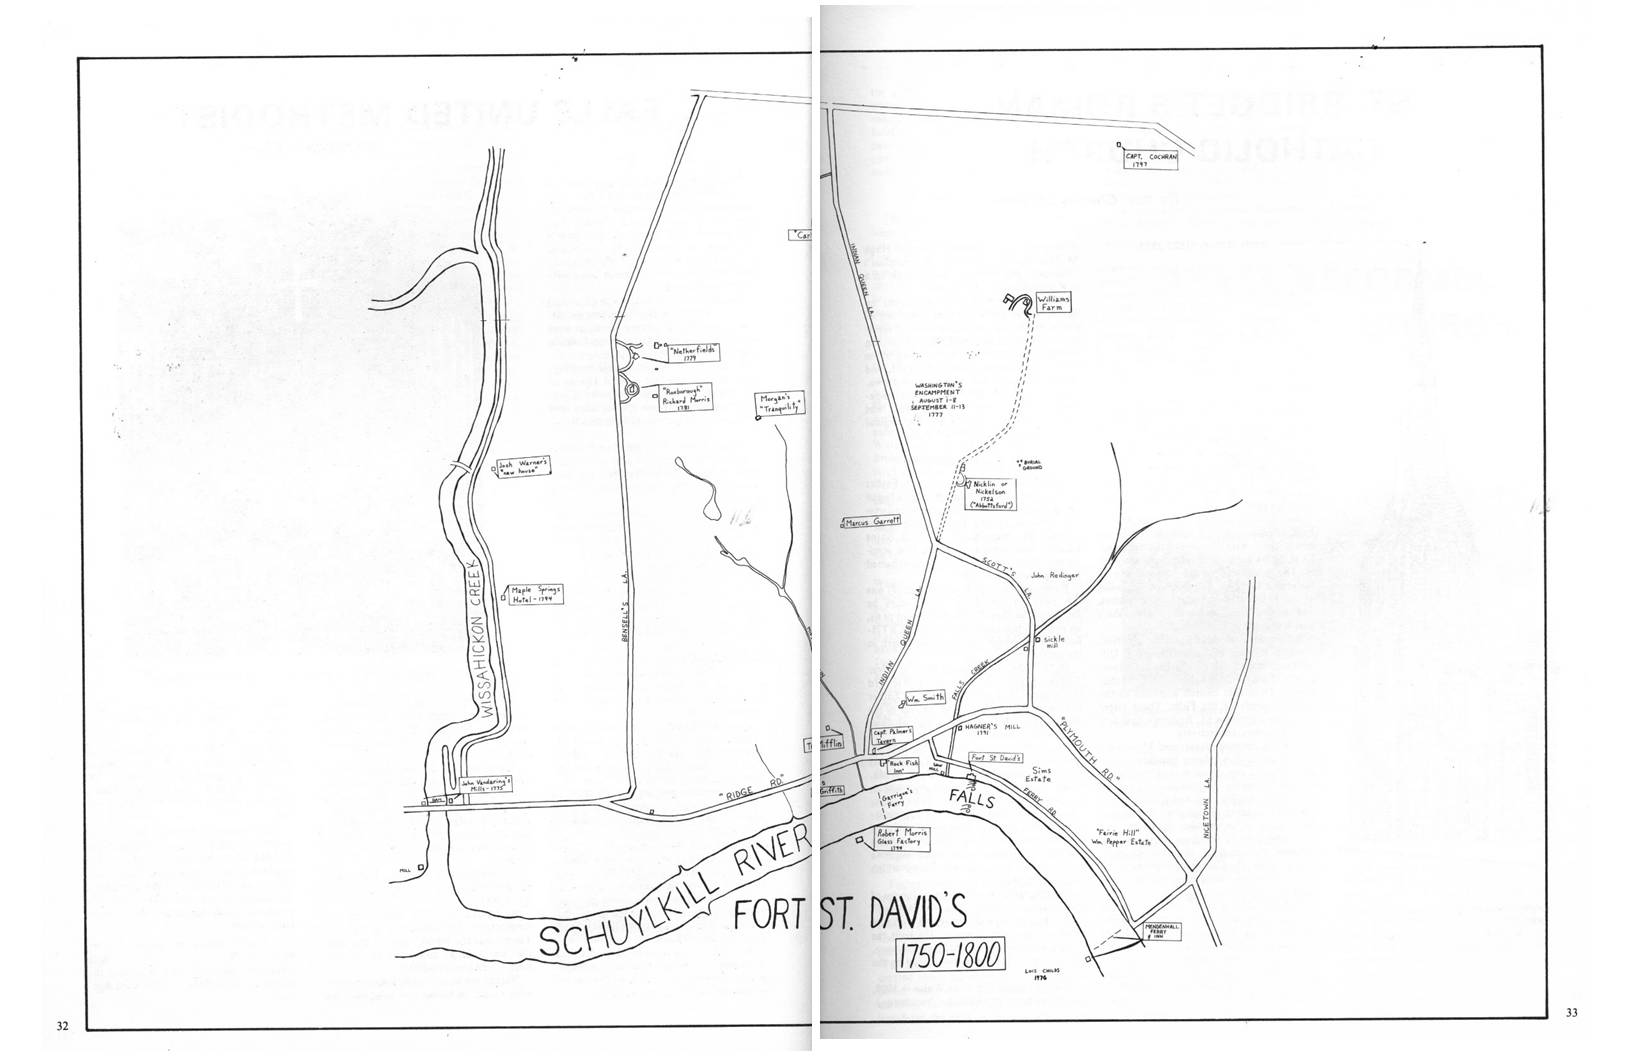 CAPT. COCHRAN
1797
"Car
INDIAN QUEEN LA.
Williams
Farm
"Netherfields"
1779
"Roxborough"
Richard Morris
1781
Morgan's
"Tranquility"
WASHINGTON'S
ENCAMPMENT
AUGUST 1-8
SEPTEMBER 11-13
1777
Josh Warner's
"new house"
BURIAL
GROUND
Nicklin or
Nickelson
1752
("Abbottsford")
Marcus Garrett
SCOTT'S LA.
John Redinger
WISSAHICKON CREEK
Maple Springs
Hotel - 1794
BENSELL'S LA.
INDIAN QUEEN LA.
sickle
mill
FALLS CREEK
Wm Smith
HAGNER'S MILL
1791
"PLYMOUTH RD."
Capt. Palmer's
Tavern
Mifflin
Fort St David's
"Rock Fish
Inn"
Sims
Estate
John Vandering's
Mills - 1775
"RIDGE RD."
Griffith
Garrigue's
Ferry
FALLS
FERRY RD.
NICETOWN LA.
"Fairie Hill"
Wm Pepper Estate
Robert Morris
Glass Factory
MILL
SCHUYLKILL RIVER
FORT ST. DAVID'S
1750-1800
MENDENHALL
FERRY
& INN
LOIS CHILDS
1976
32
33